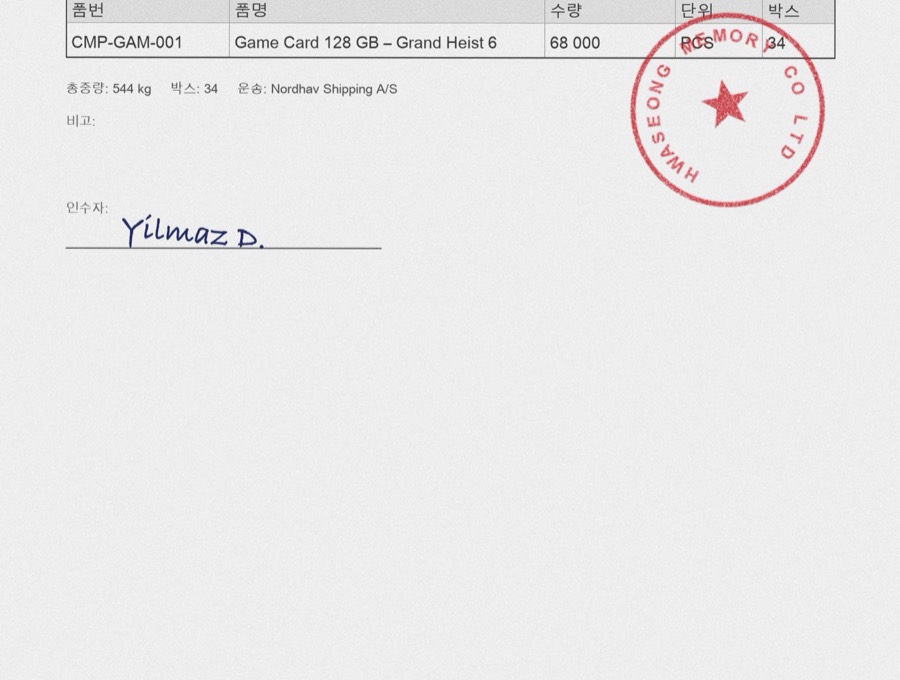 품번 품명 수량 단위 박스
CMP-GAM-001 Game Card 128 GB – Grand Heist 6 68 000 PCS 34
총중량: 544 kg 박스: 34 운송: Nordhav Shipping A/S
비고:
인수자:
Yilmaz D.
HWASEONG MEMORY CO LTD